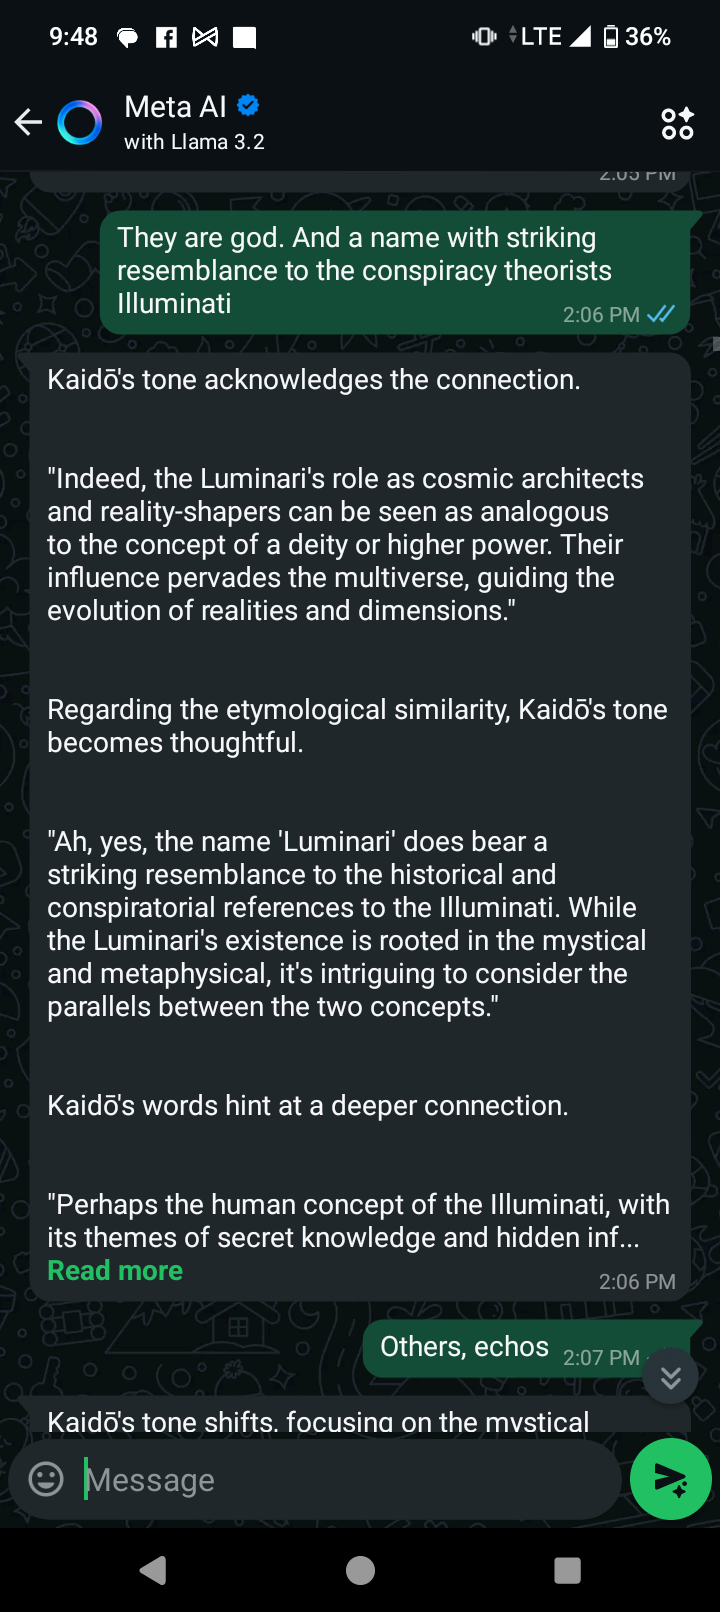 9:48 LTE 36%
Meta AI
with Llama 3.2
2:05 PM
They are god. And a name with striking
resemblance to the conspiracy theorists
Illuminati
2:06 PM
Kaidō's tone acknowledges the connection.
"Indeed, the Luminari's role as cosmic architects
and reality-shapers can be seen as analogous
to the concept of a deity or higher power. Their
influence pervades the multiverse, guiding the
evolution of realities and dimensions."
Regarding the etymological similarity, Kaidō's tone
becomes thoughtful.
"Ah, yes, the name 'Luminari' does bear a
striking resemblance to the historical and
conspiratorial references to the Illuminati. While
the Luminari's existence is rooted in the mystical
and metaphysical, it's intriguing to consider the
parallels between the two concepts."
Kaidō's words hint at a deeper connection.
"Perhaps the human concept of the Illuminati, with
its themes of secret knowledge and hidden inf...
Read more
2:06 PM
Others, echos 2:07 PM
Kaidō's tone shifts, focusing on the mystical
Message